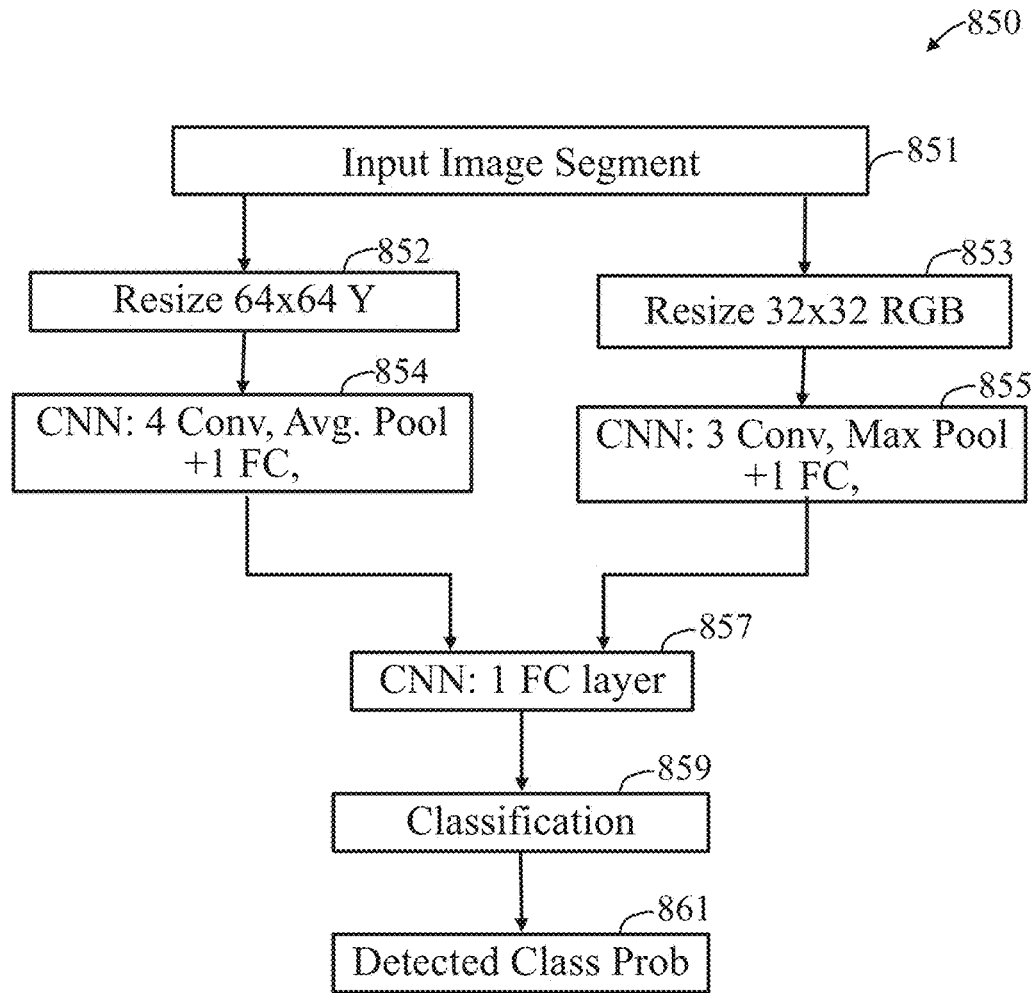 850
Input Image Segment
851
852
Resize 64x64 Y
853
Resize 32x32 RGB
854
CNN: 4 Conv, Avg. Pool
+1 FC,
855
CNN: 3 Conv, Max Pool
+1 FC,
857
CNN: 1 FC layer
859
Classification
861
Detected Class Prob